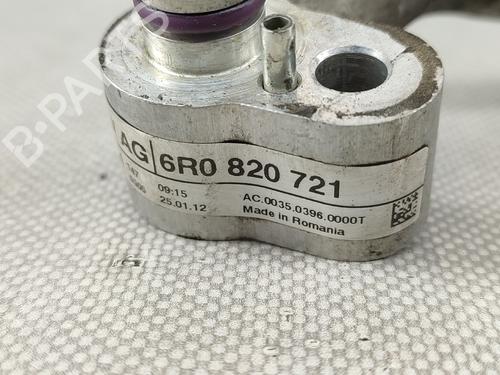 B-PARTS
AG 6R0 820 721
09:15
25.01.12
AC.0035.0396.0000T
Made in Romania